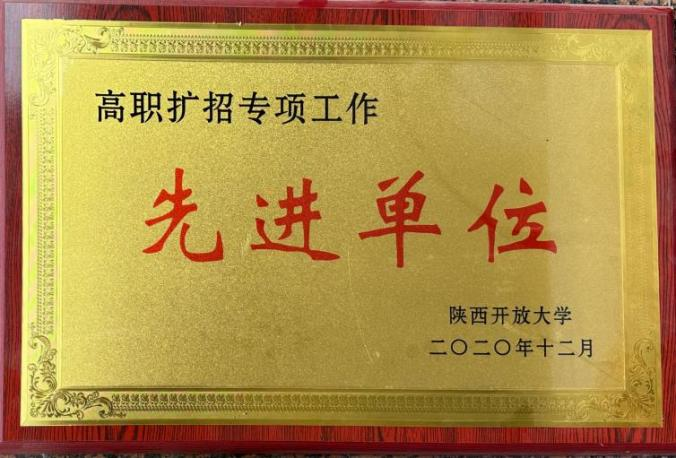 高职扩招专项工作
先进单位
陕西开放大学
二〇二〇年十二月